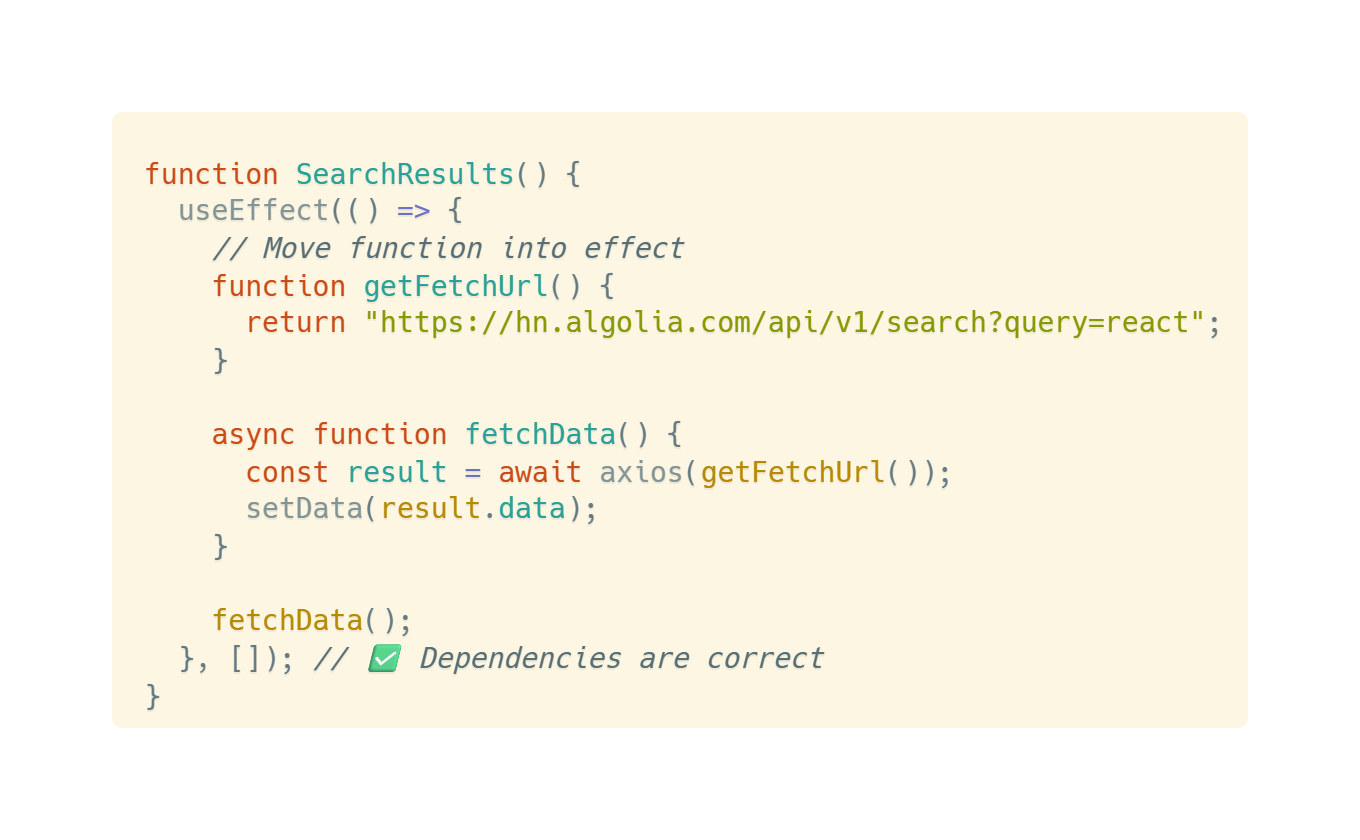 function SearchResults() {
  useEffect(() => {
    // Move function into effect
    function getFetchUrl() {
      return "https://hn.algolia.com/api/v1/search?query=react";
    }

    async function fetchData() {
      const result = await axios(getFetchUrl());
      setData(result.data);
    }

    fetchData();
  }, []); // ✅ Dependencies are correct
}